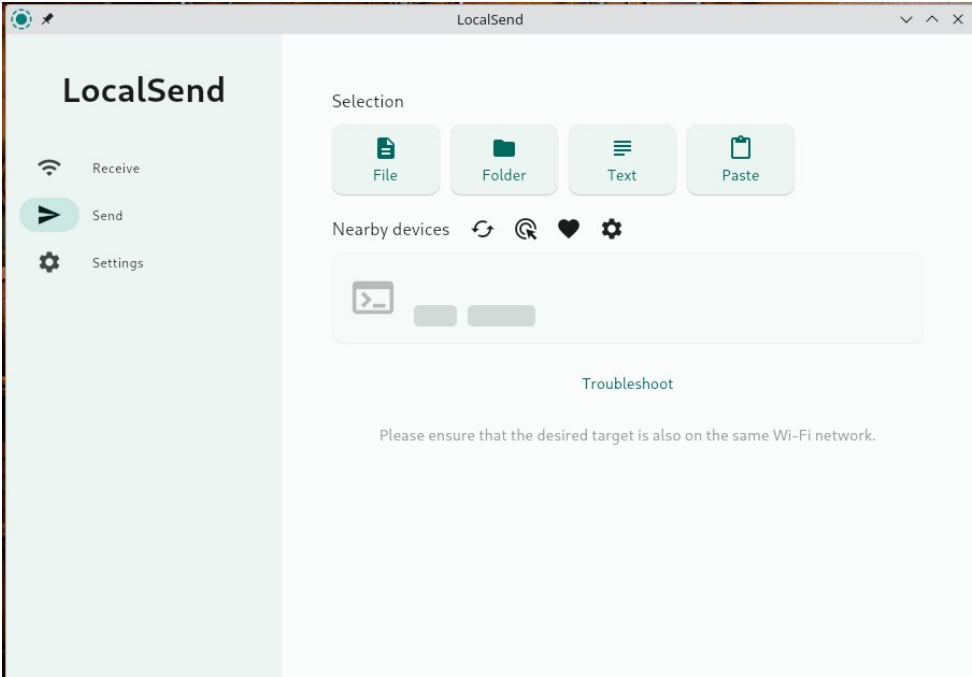 LocalSend
LocalSend
Receive
Send
Settings
Selection
File Folder Text Paste
Nearby devices
Troubleshoot
Please ensure that the desired target is also on the same Wi-Fi network.